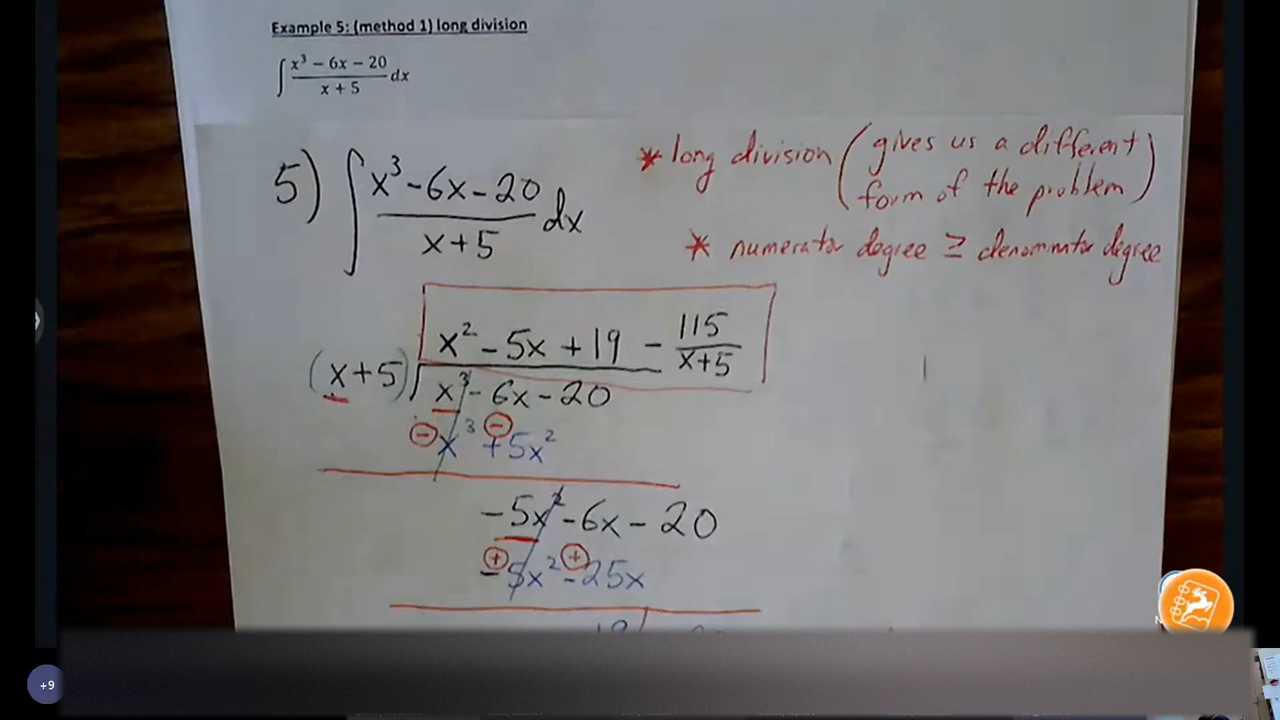 Example 5: (method 1) long division
∫ x³ − 6x − 20 / x + 5 dx
5) ∫ x³ - 6x - 20 / x+5 dx
* long division (gives us a different form of the problem)
* numerator degree ≥ denominator degree
x² - 5x + 19 - 115/x+5
(x+5) x³ - 6x - 20
⊖ x³ ⊖ +5x²
-5x² - 6x - 20
⊕ -5x² ⊕ -25x
19
+9